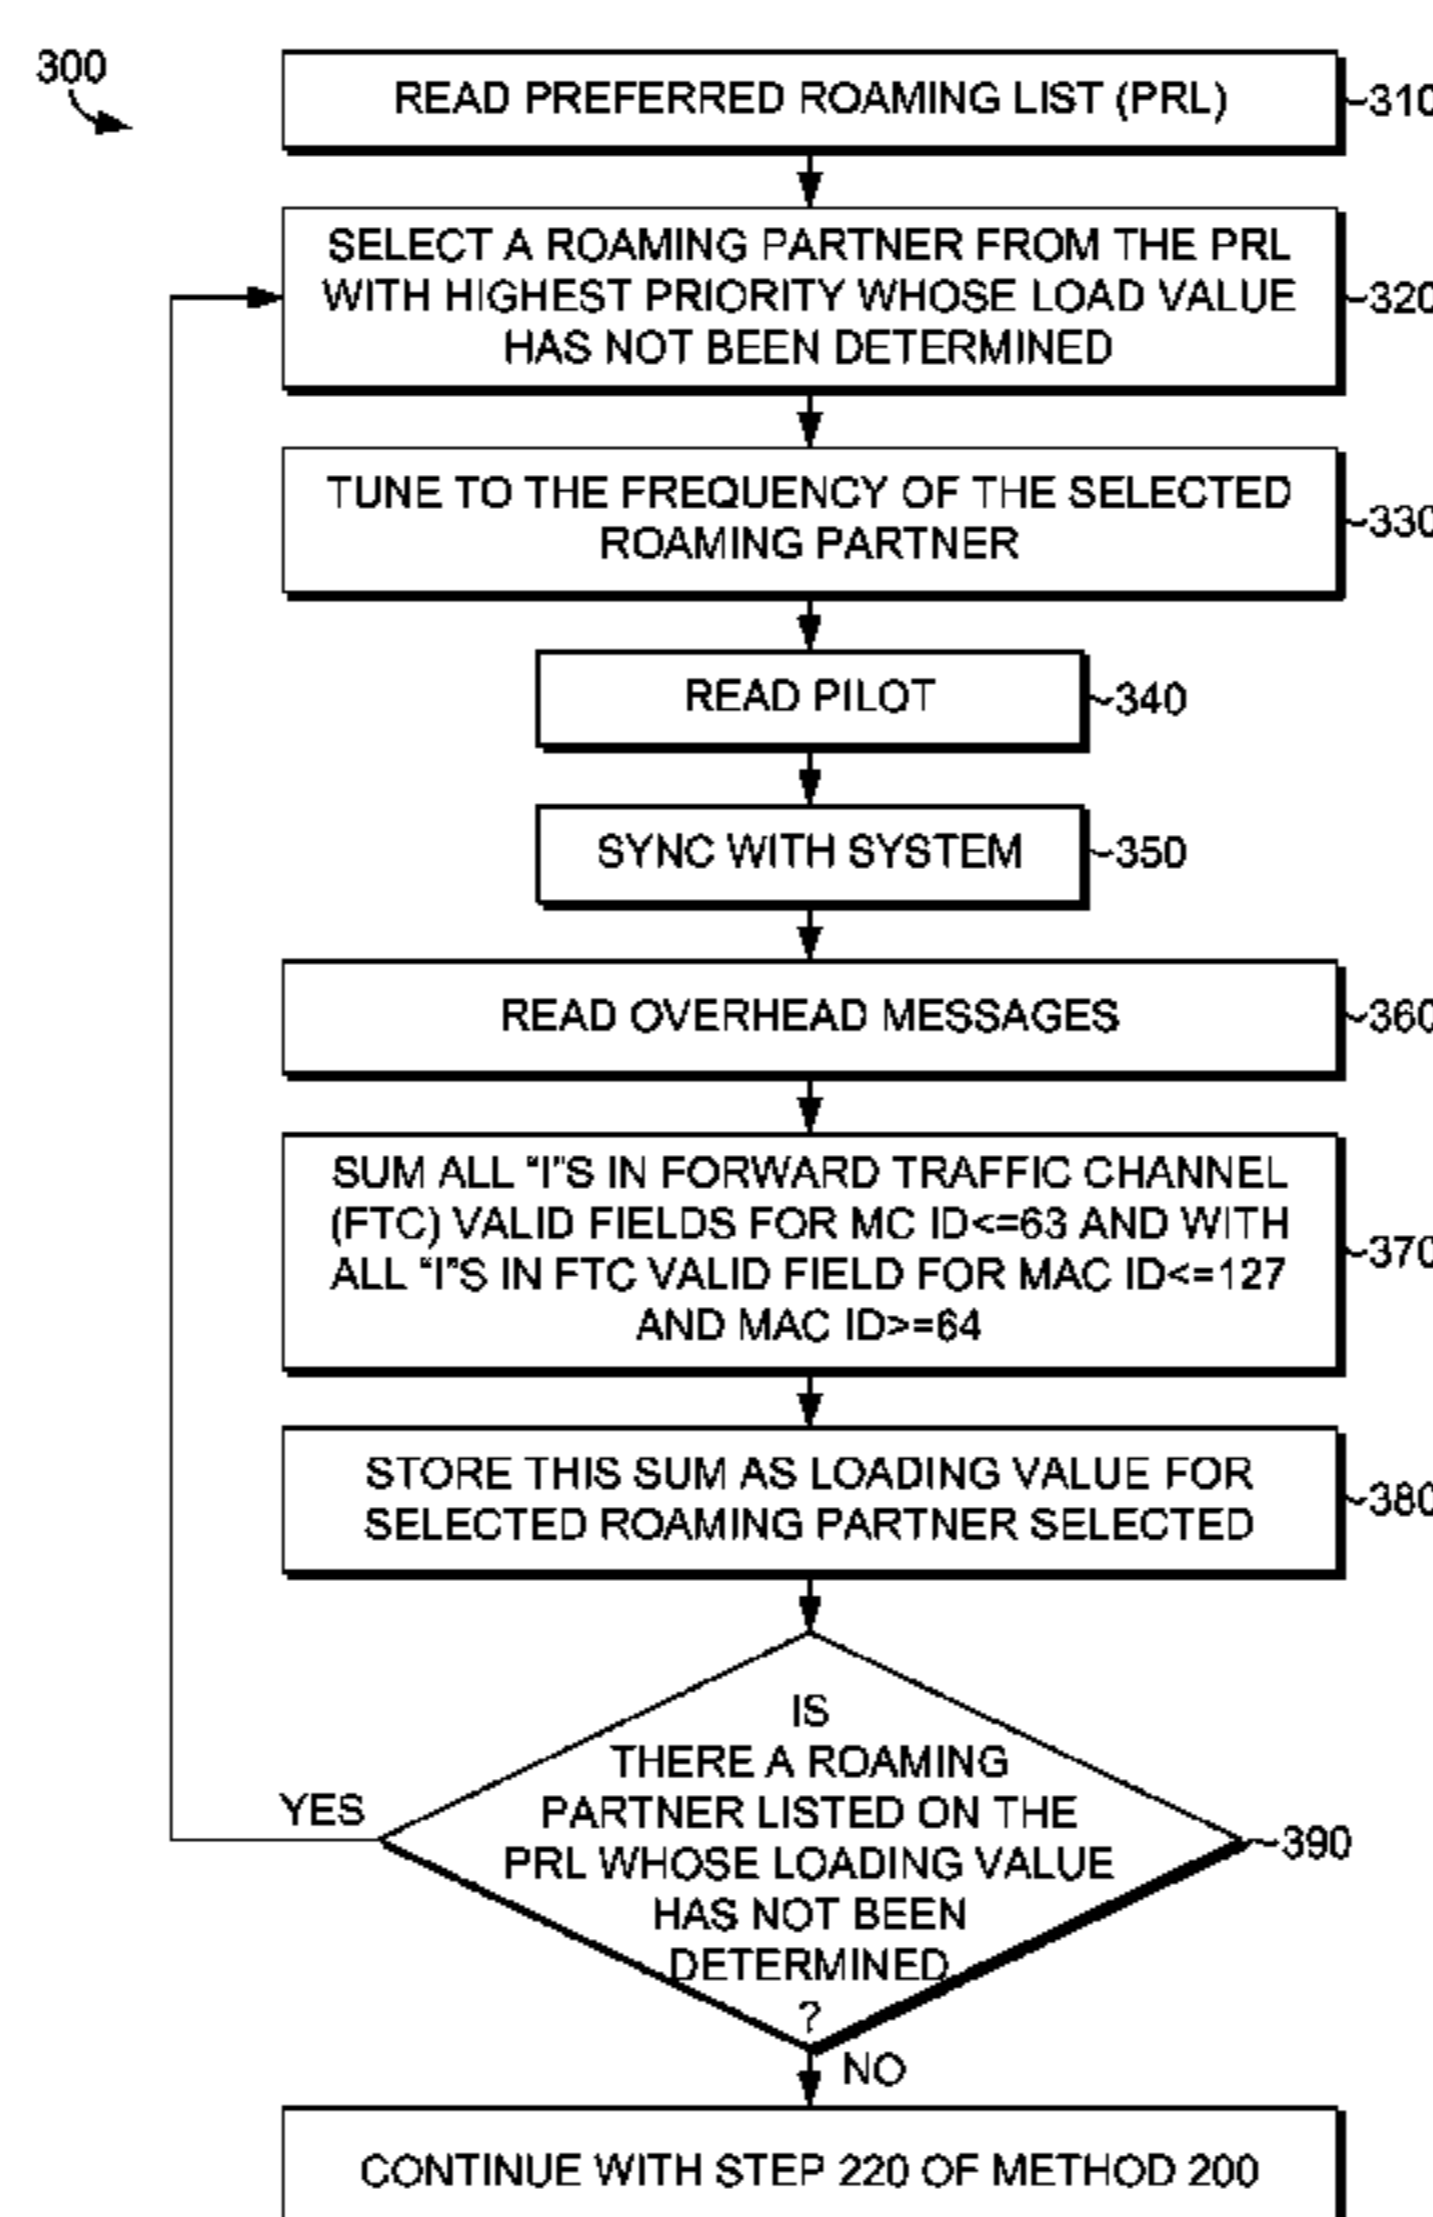 300
READ PREFERRED ROAMING LIST (PRL)
310
SELECT A ROAMING PARTNER FROM THE PRL
WITH HIGHEST PRIORITY WHOSE LOAD VALUE
HAS NOT BEEN DETERMINED
320
TUNE TO THE FREQUENCY OF THE SELECTED
ROAMING PARTNER
330
READ PILOT
340
SYNC WITH SYSTEM
350
READ OVERHEAD MESSAGES
360
SUM ALL “I”S IN FORWARD TRAFFIC CHANNEL
(FTC) VALID FIELDS FOR MC ID<=63 AND WITH
ALL “I”S IN FTC VALID FIELD FOR MAC ID<=127
AND MAC ID>=64
370
STORE THIS SUM AS LOADING VALUE FOR
SELECTED ROAMING PARTNER SELECTED
380
IS
THERE A ROAMING
PARTNER LISTED ON THE
PRL WHOSE LOADING VALUE
HAS NOT BEEN
DETERMINED
?
YES
390
NO
CONTINUE WITH STEP 220 OF METHOD 200